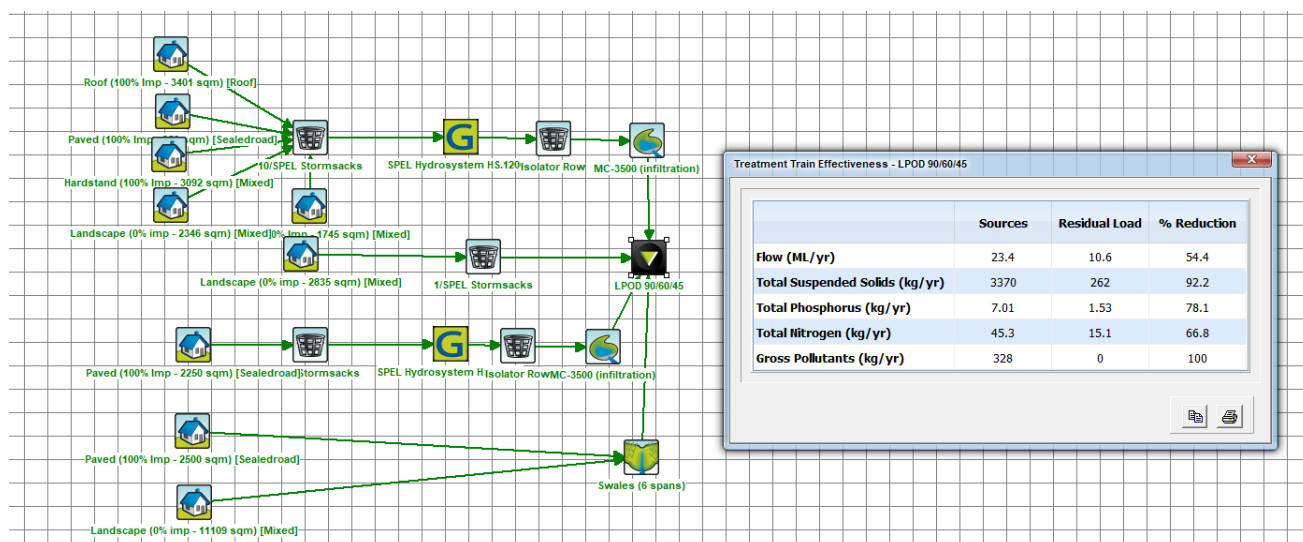 Roof (100% Imp - 3401 sqm) [Roof]
Paved (100% Imp sqm) [Sealedroad]
10/SPEL Stormsacks
SPEL Hydrosystem HS.120
Isolator Row
MC-3500 (infiltration)
Hardstand (100% Imp - 3092 sqm) [Mixed]
Landscape (0% imp - 2346 sqm) [Mixed]
0% Imp - 1745 sqm) [Mixed]
Landscape (0% imp - 2835 sqm) [Mixed]
1/SPEL Stormsacks
LPOD 90/60/45
Paved (100% Imp - 2250 sqm) [Sealedroad]
Stormsacks
SPEL Hydrosystem H
Isolator Row
MC-3500 (infiltration)
Paved (100% Imp - 2500 sqm) [Sealedroad]
Swales (6 spans)
Landscape (0% imp - 11109 sqm) [Mixed]
Treatment Train Effectiveness - LPOD 90/60/45
Sources Residual Load % Reduction
Flow (ML/yr) 23.4 10.6 54.4
Total Suspended Solids (kg/yr) 3370 262 92.2
Total Phosphorus (kg/yr) 7.01 1.53 78.1
Total Nitrogen (kg/yr) 45.3 15.1 66.8
Gross Pollutants (kg/yr) 328 0 100